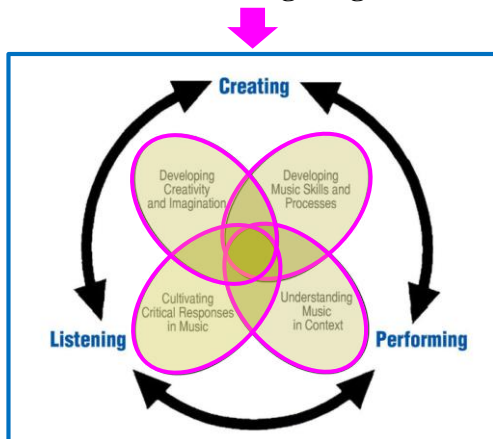 Creating
Developing
Creativity
and Imagination
Developing
Music Skills and
Processes
Cultivating
Critical Responses
in Music
Understanding
Music
in Context
Listening
Performing